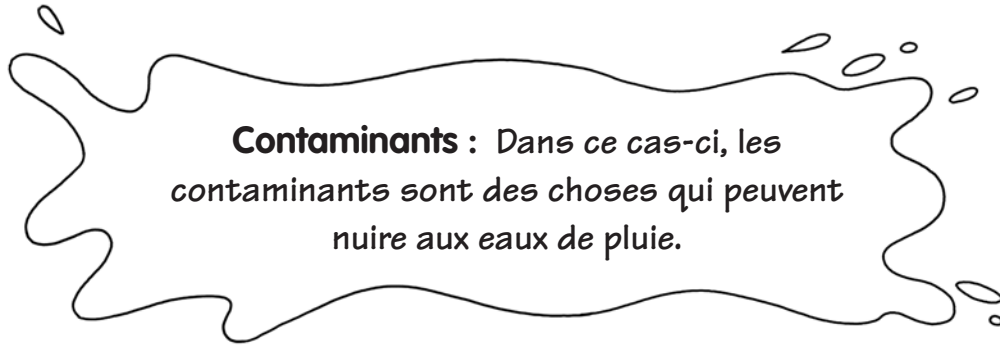 Contaminants : Dans ce cas-ci, les
contaminants sont des choses qui peuvent
nuire aux eaux de pluie.